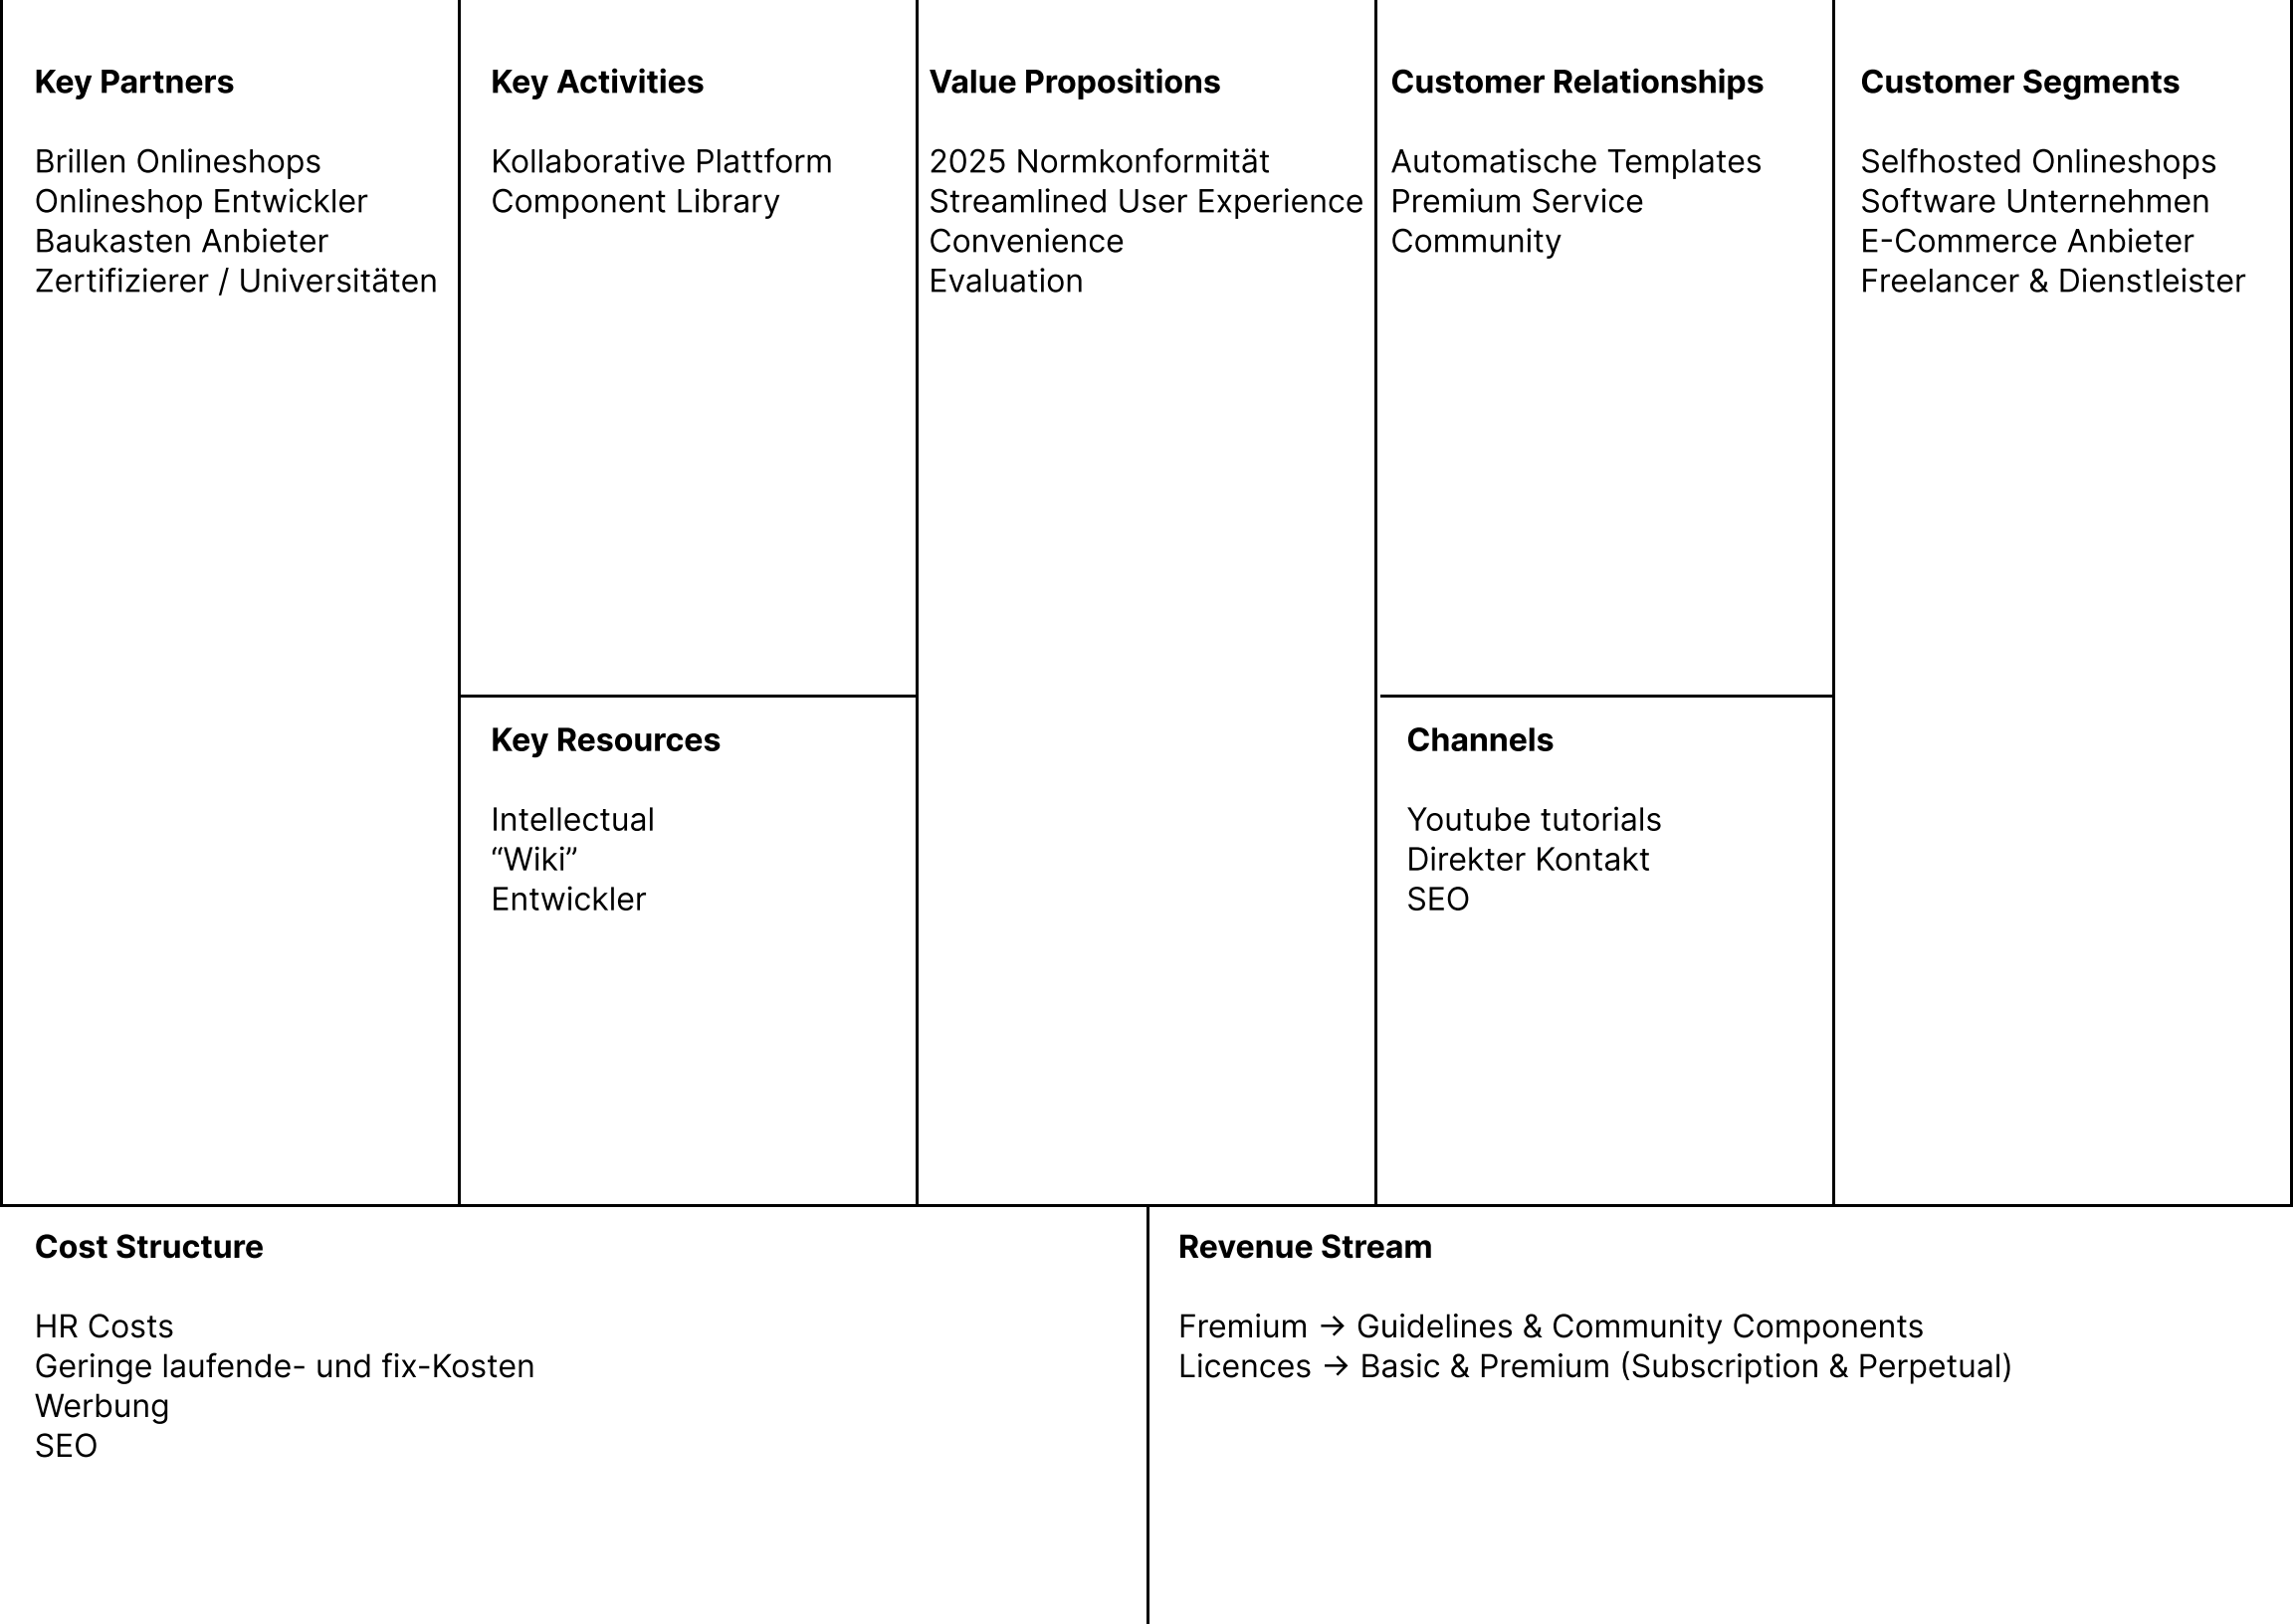 Key Partners
Brillen Onlineshops
Onlineshop Entwickler
Baukasten Anbieter
Zertifizierer / Universitäten
Key Activities
Kollaborative Plattform
Component Library
Key Resources
Intellectual
“Wiki”
Entwickler
Value Propositions
2025 Normkonformität
Streamlined User Experience
Convenience
Evaluation
Customer Relationships
Automatische Templates
Premium Service
Community
Channels
Youtube tutorials
Direkter Kontakt
SEO
Customer Segments
Selfhosted Onlineshops
Software Unternehmen
E-Commerce Anbieter
Freelancer & Dienstleister
Cost Structure
HR Costs
Geringe laufende- und fix-Kosten
Werbung
SEO
Revenue Stream
Fremium → Guidelines & Community Components
Licences → Basic & Premium (Subscription & Perpetual)